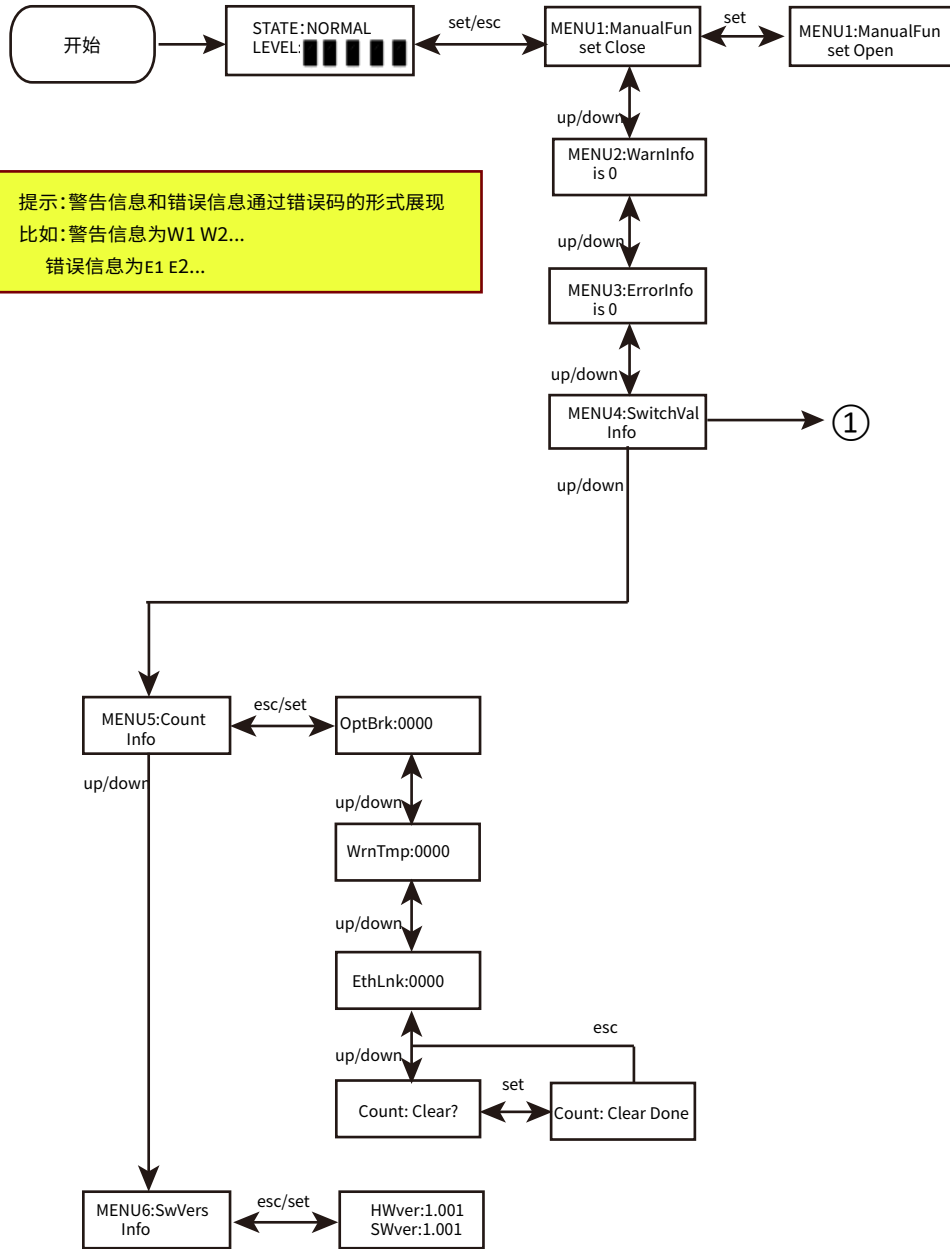 开始
STATE:NORMAL
LEVEL:
set/esc
MENU1:ManualFun
set Close
set
MENU1:ManualFun
set Open
up/down
MENU2:WarnInfo
is 0
提示:警告信息和错误信息通过错误码的形式展现
比如:警告信息为W1 W2...
错误信息为E1 E2...
up/down
MENU3:ErrorInfo
is 0
up/down
MENU4:SwitchVal
Info
①
up/down
MENU5:Count
Info
esc/set
OptBrk:0000
up/down
up/down
WrnTmp:0000
up/down
EthLnk:0000
esc
up/down
Count: Clear?
set
Count: Clear Done
MENU6:SwVers
Info
esc/set
HWver:1.001
SWver:1.001